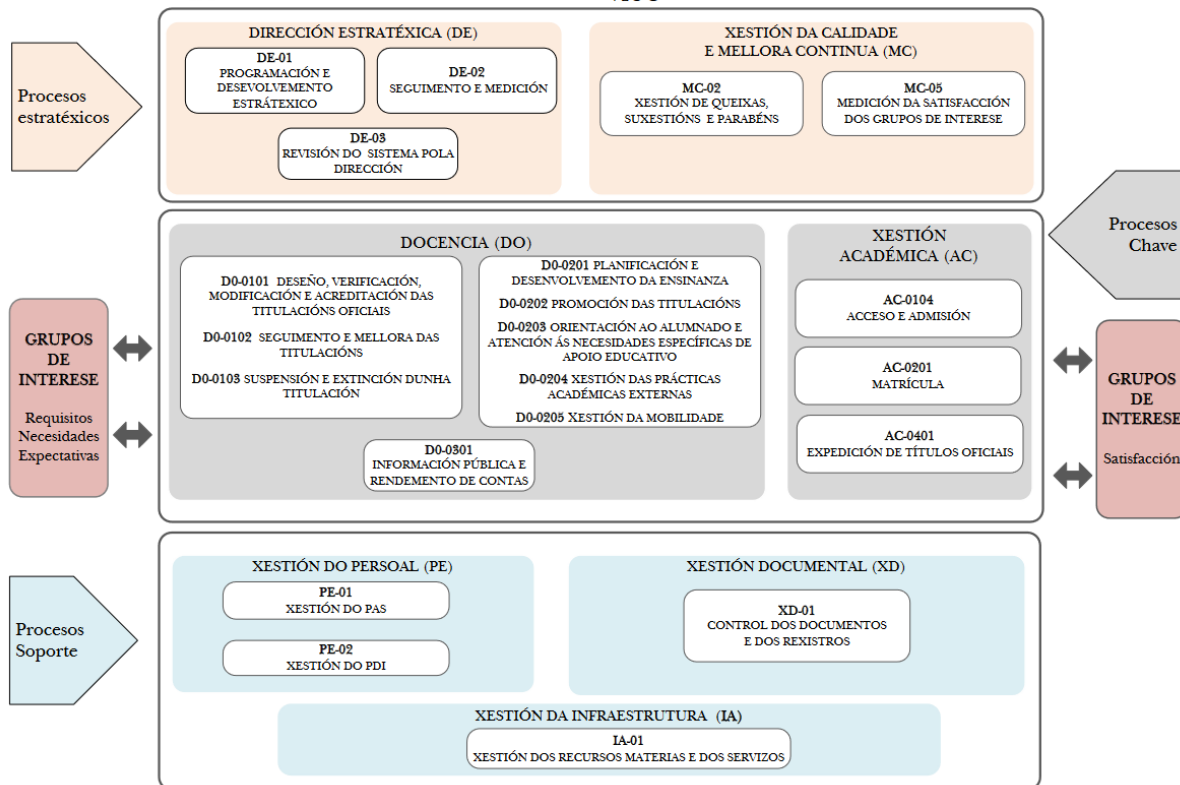 DIRECCIÓN ESTRATÉXICA (DE)
DE-01
PROGRAMACIÓN E
DESEVOLVEMENTO
ESTRÁTEXICO
DE-02
SEGUIMENTO E MEDICIÓN
DE-03
REVISIÓN DO SISTEMA POLA
DIRECCIÓN
XESTIÓN DA CALIDADE
E MELLORA CONTINUA (MC)
MC-02
XESTIÓN DE QUEIXAS,
SUXESTIÓNS E PARABÉNS
MC-05
MEDICIÓN DA SATISFACCIÓN
DOS GRUPOS DE INTERESE
Procesos
estratéxicos
Procesos
Chave
DOCENCIA (DO)
D0-0101 DESEÑO, VERIFICACIÓN,
MODIFICACIÓN E ACREDITACIÓN DAS
TITULACIÓNS OFICIAIS
D0-0102 SEGUIMENTO E MELLORA DAS
TITULACIÓNS
D0-0103 SUSPENSIÓN E EXTINCIÓN DUNHA
TITULACIÓN
D0-0201 PLANIFICACIÓN E
DESENVOLVEMENTO DA ENSINANZA
D0-0202 PROMOCIÓN DAS TITULACIÓNS
D0-0203 ORIENTACIÓN AO ALUMNADO E
ATENCIÓN ÁS NECESIDADES ESPECÍFICAS DE
APOIO EDUCATIVO
D0-0204 XESTIÓN DAS PRÁCTICAS
ACADÉMICAS EXTERNAS
D0-0205 XESTIÓN DA MOBILIDADE
D0-0301
INFORMACIÓN PÚBLICA E
RENDEMENTO DE CONTAS
XESTIÓN
ACADÉMICA (AC)
AC-0104
ACCESO E ADMISIÓN
AC-0201
MATRÍCULA
AC-0401
EXPEDICIÓN DE TÍTULOS OFICIAIS
GRUPOS
DE
INTERESE
Requisitos
Necesidades
Expectativas
GRUPOS
DE
INTERESE
Satisfacción
Procesos
Soporte
XESTIÓN DO PERSOAL (PE)
PE-01
XESTIÓN DO PAS
PE-02
XESTIÓN DO PDI
XESTIÓN DOCUMENTAL (XD)
XD-01
CONTROL DOS DOCUMENTOS
E DOS REXISTROS
XESTIÓN DA INFRAESTRUTURA (IA)
IA-01
XESTIÓN DOS RECURSOS MATERIAS E DOS SERVIZOS